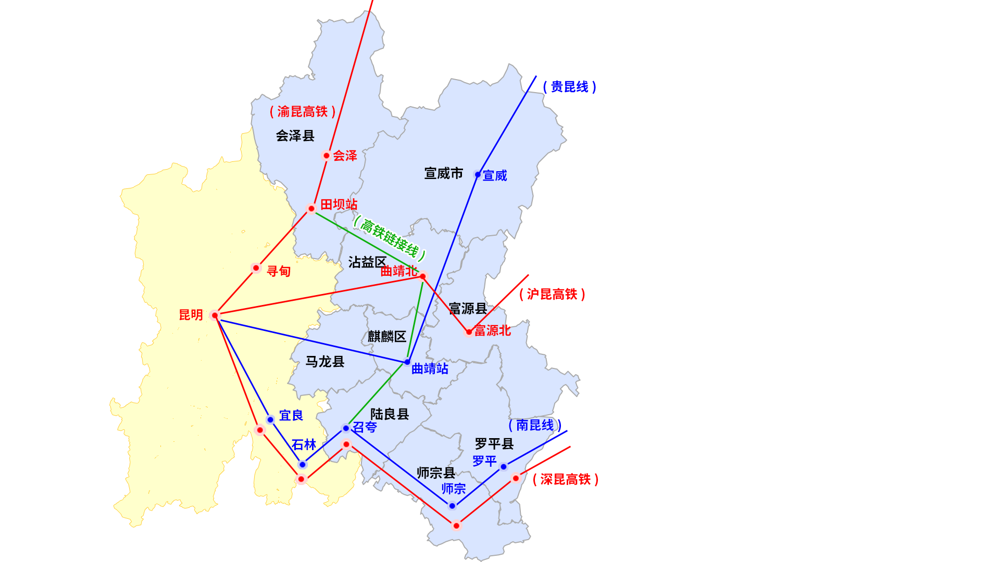 ( 贵昆线 )
( 渝昆高铁 )
会泽县
会泽
宣威市
宣威
田坝站
( 高铁链接线 )
沾益区
曲靖北
寻甸
( 沪昆高铁 )
富源县
昆明
富源北
麒麟区
马龙县
曲靖站
宜良
陆良县
召夸
( 南昆线 )
石林
罗平县
罗平
师宗县
( 深昆高铁 )
师宗